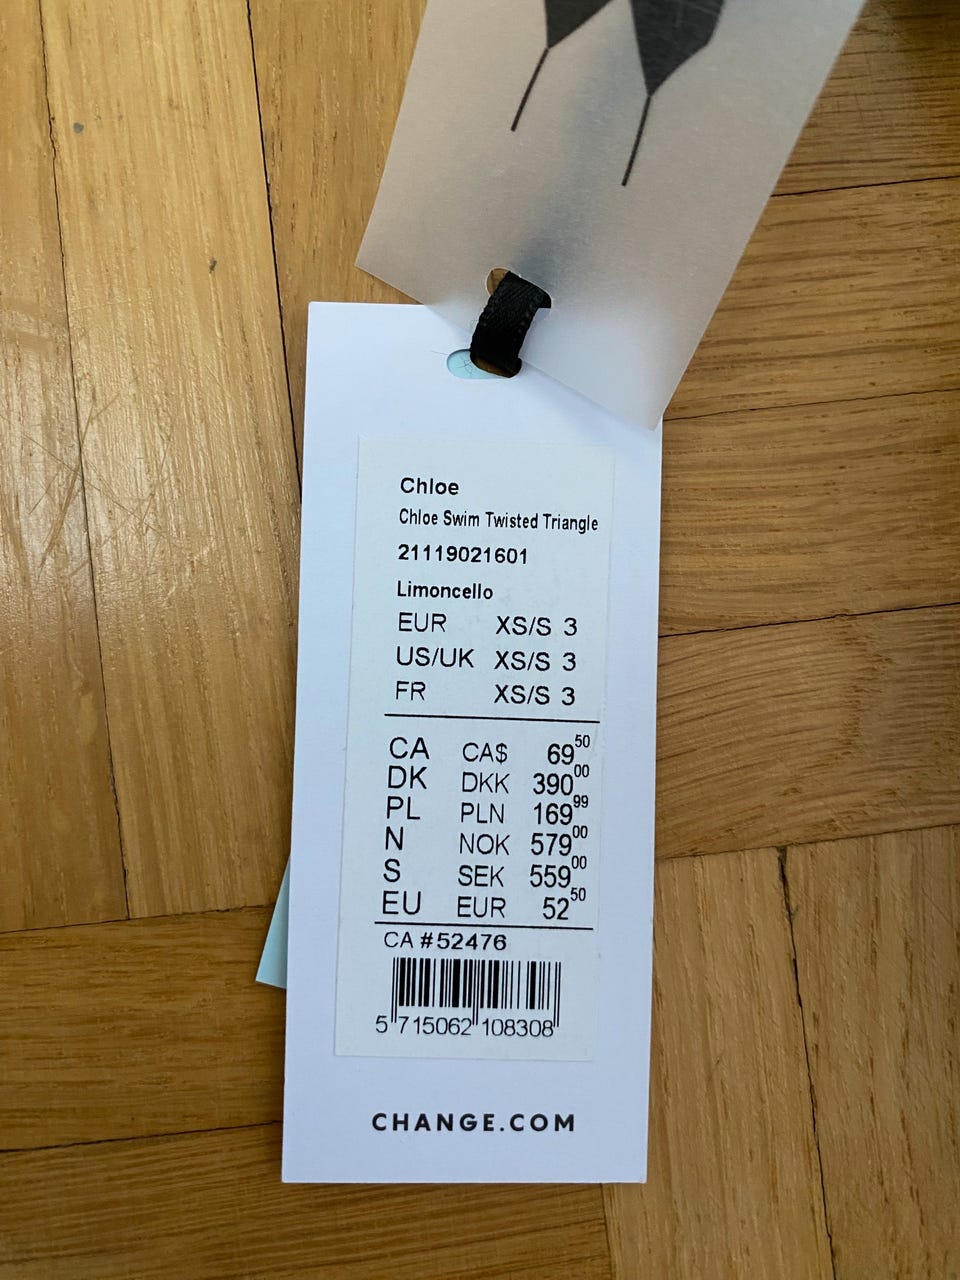 Chloe
Chloe Swim Twisted Triangle
21119021601
Limoncello
EUR XS/S 3
US/UK XS/S 3
FR XS/S 3
CA CA$ 69 50
DK DKK 390 00
PL PLN 169 99
N NOK 579 00
S SEK 559 00
EU EUR 52 50
CA #52476
5 715062 108308
CHANGE.COM